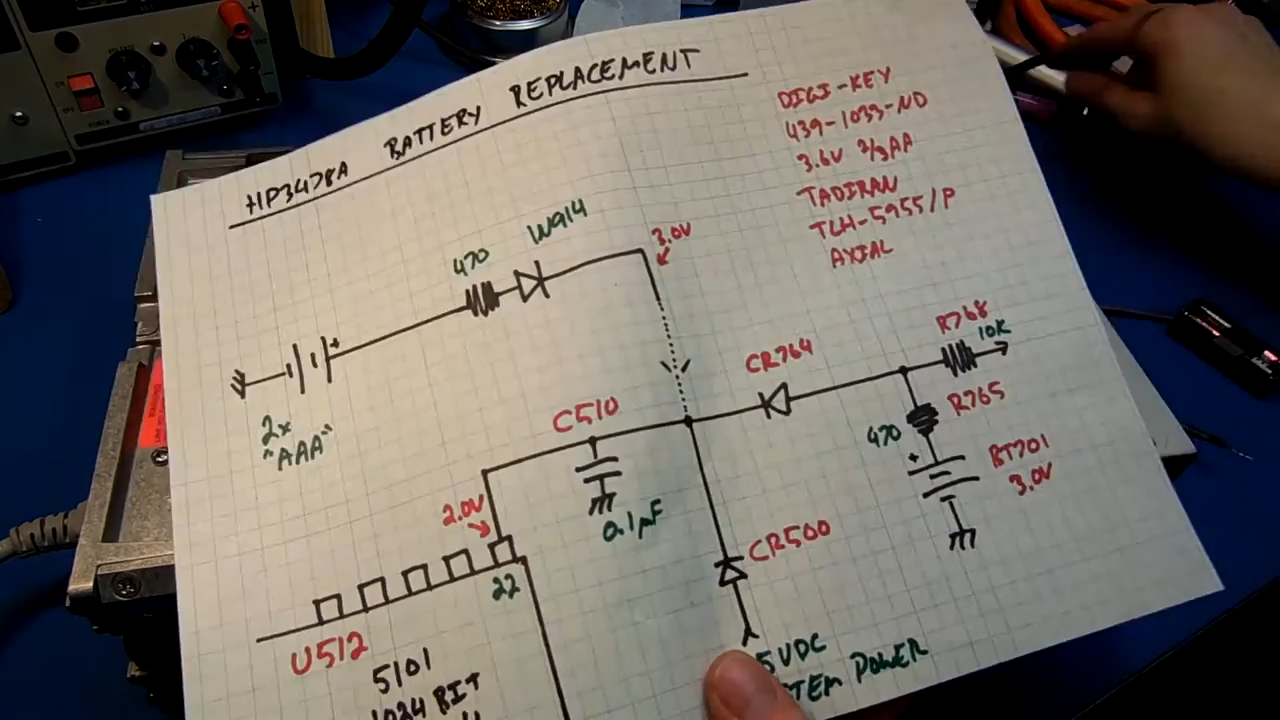 HP3478A BATTERY REPLACEMENT
DIGI-KEY
439-1033-ND
3.6V 2/3AA
TADIRAN
TLH-5955/P
AXIAL
470
1N914
3.0V
+
2x
"AAA"
CR764
R768
10K
R765
470
+
BT701
3.0V
C510
0.1µF
2.0V
22
CR500
U512
5VDC
POWER
5101
BIT